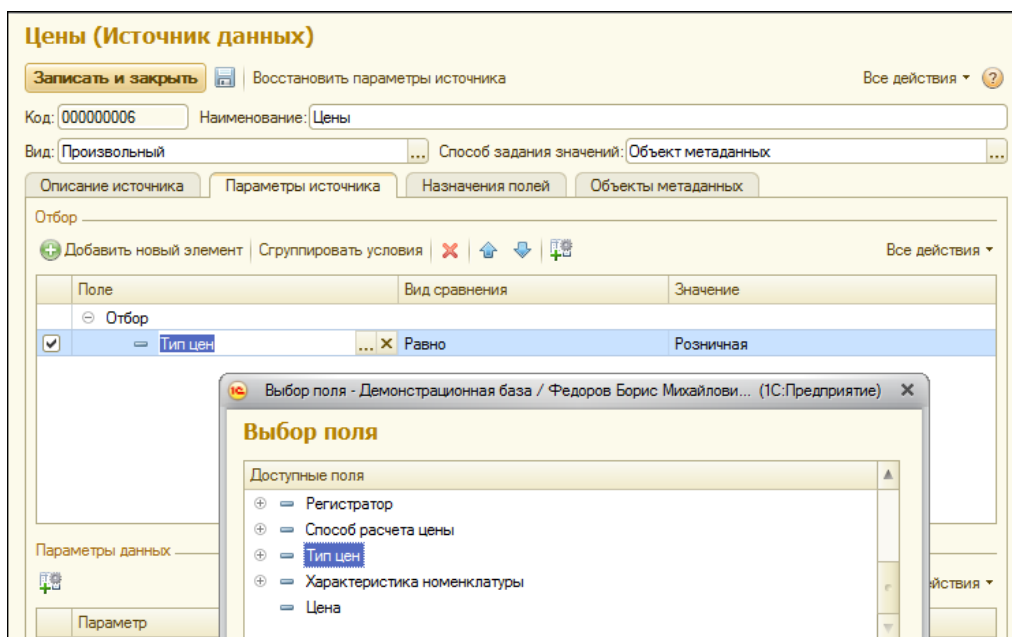 Цены (Источник данных)
Записать и закрыть Восстановить параметры источника Все действия ?
Код: 000000006 Наименование: Цены
Вид: Произвольный ... Способ задания значений: Объект метаданных ...
Описание источника Параметры источника Назначения полей Объекты метаданных
Отбор
Добавить новый элемент Сгруппировать условия Все действия
Поле Вид сравнения Значение
Отбор
Тип цен ... × Равно Розничная
1С Выбор поля - Демонстрационная база / Федоров Борис Михайлови... (1С:Предприятие) ×
Выбор поля
Доступные поля
Регистратор
Способ расчета цены
Параметры данных
Тип цен
Характеристика номенклатуры
йствия
Цена
Параметр